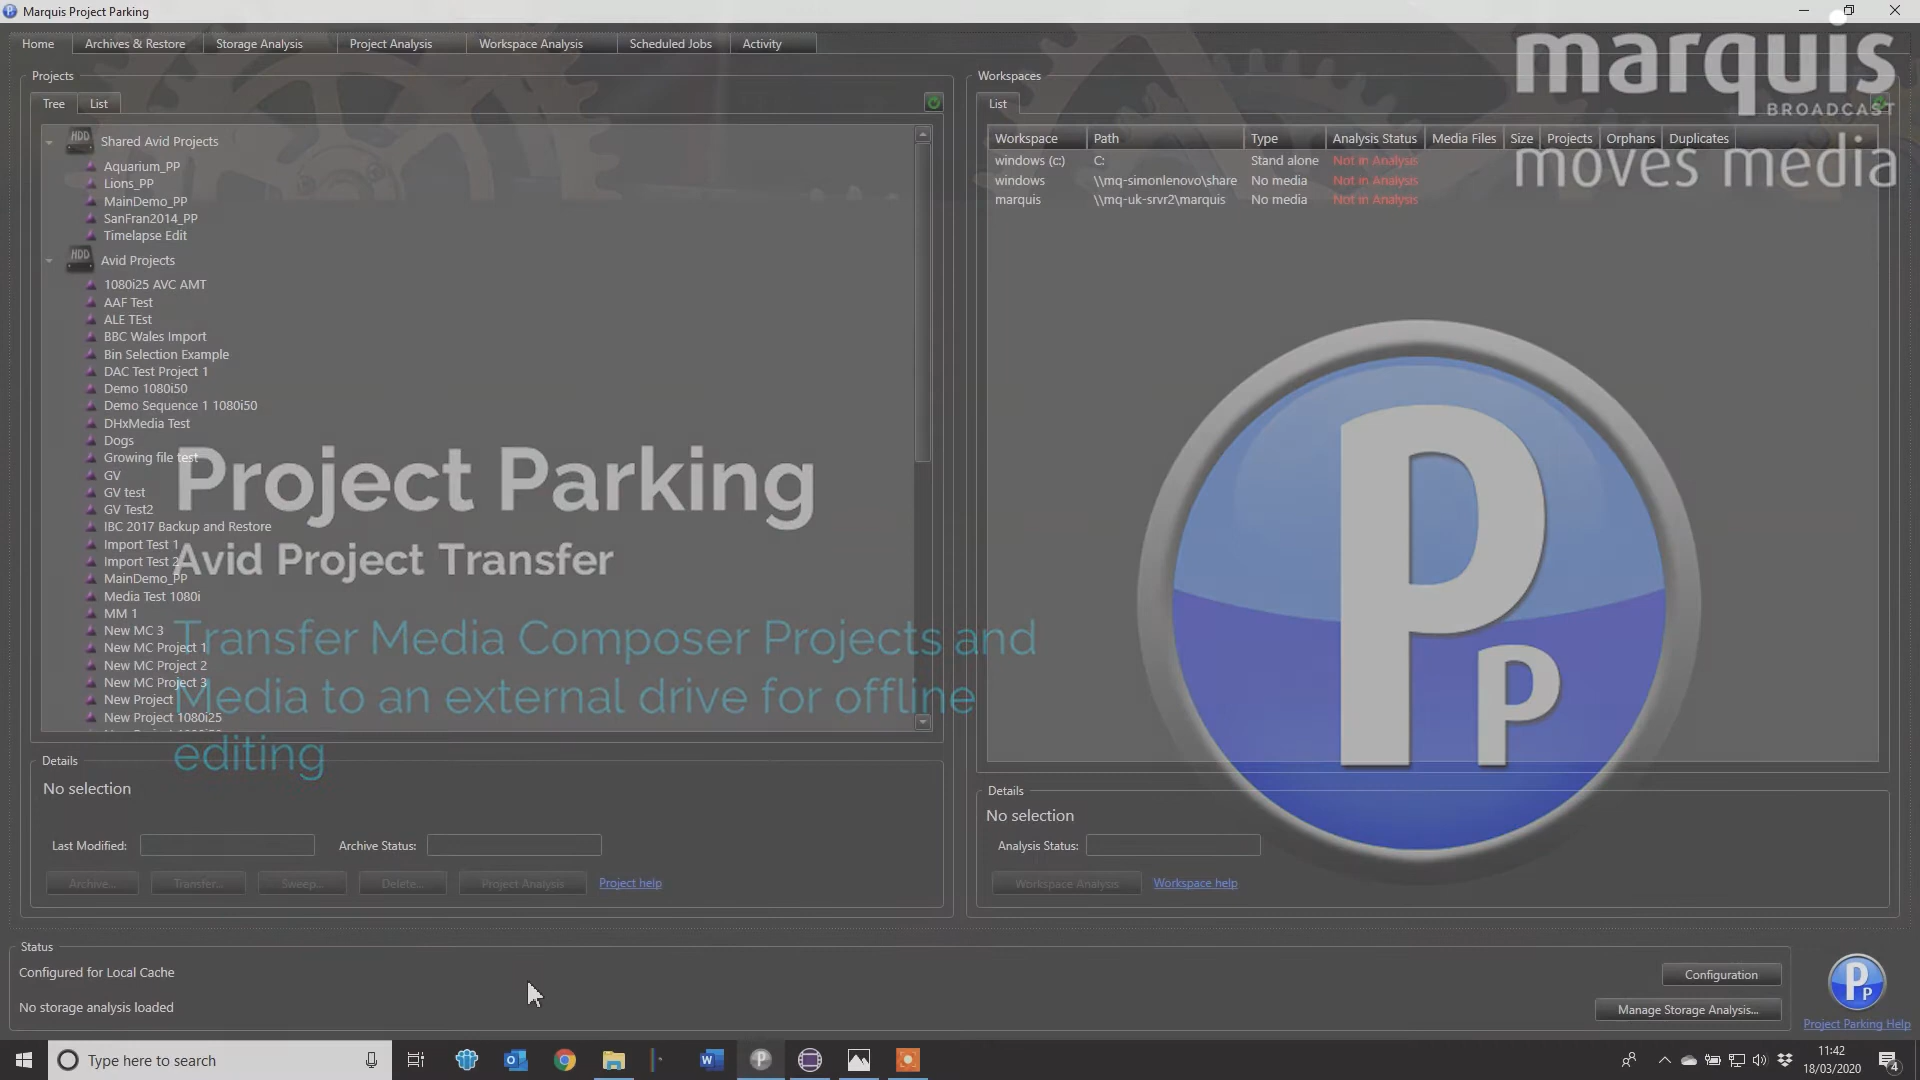 Marquis Project Parking
Home
Archives & Restore
Storage Analysis
Project Analysis
Workspace Analysis
Scheduled Jobs
Activity
marquis
BROADCAST
moves media
Projects
Tree
List
HDD
Shared Avid Projects
Aquarium_PP
Lions_PP
MainDemo_PP
SanFran2014_PP
Timelapse Edit
HDD
Avid Projects
1080i25 AVC AMT
AAF Test
ALE TEst
BBC Wales Import
Bin Selection Example
DAC Test Project 1
Demo 1080i50
Demo Sequence 1 1080i50
DHxMedia Test
Dogs
Growing file test
GV
GV test
GV Test2
IBC 2017 Backup and Restore
Import Test 1
Import Test 2
MainDemo_PP
Media Test 1080i
MM 1
New MC 3
New MC Project 1
New MC Project 2
New MC Project 3
New Project
New Project 1080i25
Project Parking
Avid Project Transfer
Transfer Media Composer Projects and
Media to an external drive for offline
editing
Workspaces
List
Workspace Path Type Analysis Status Media Files Size Projects Orphans Duplicates
windows (c:) C: Stand alone Not in Analysis
windows \\mq-simonlenovo\share No media Not in Analysis
marquis \\mq-uk-srvr2\marquis No media Not in Analysis
Pp
Details
No selection
Last Modified:
Archive Status:
Archive...
Transfer...
Sweep...
Delete...
Project Analysis
Project help
Details
No selection
Analysis Status:
Workspace Analysis
Workspace help
Status
Configured for Local Cache
No storage analysis loaded
Configuration
Manage Storage Analysis...
Pp
Project Parking Help
Type here to search
11:42
18/03/2020
4